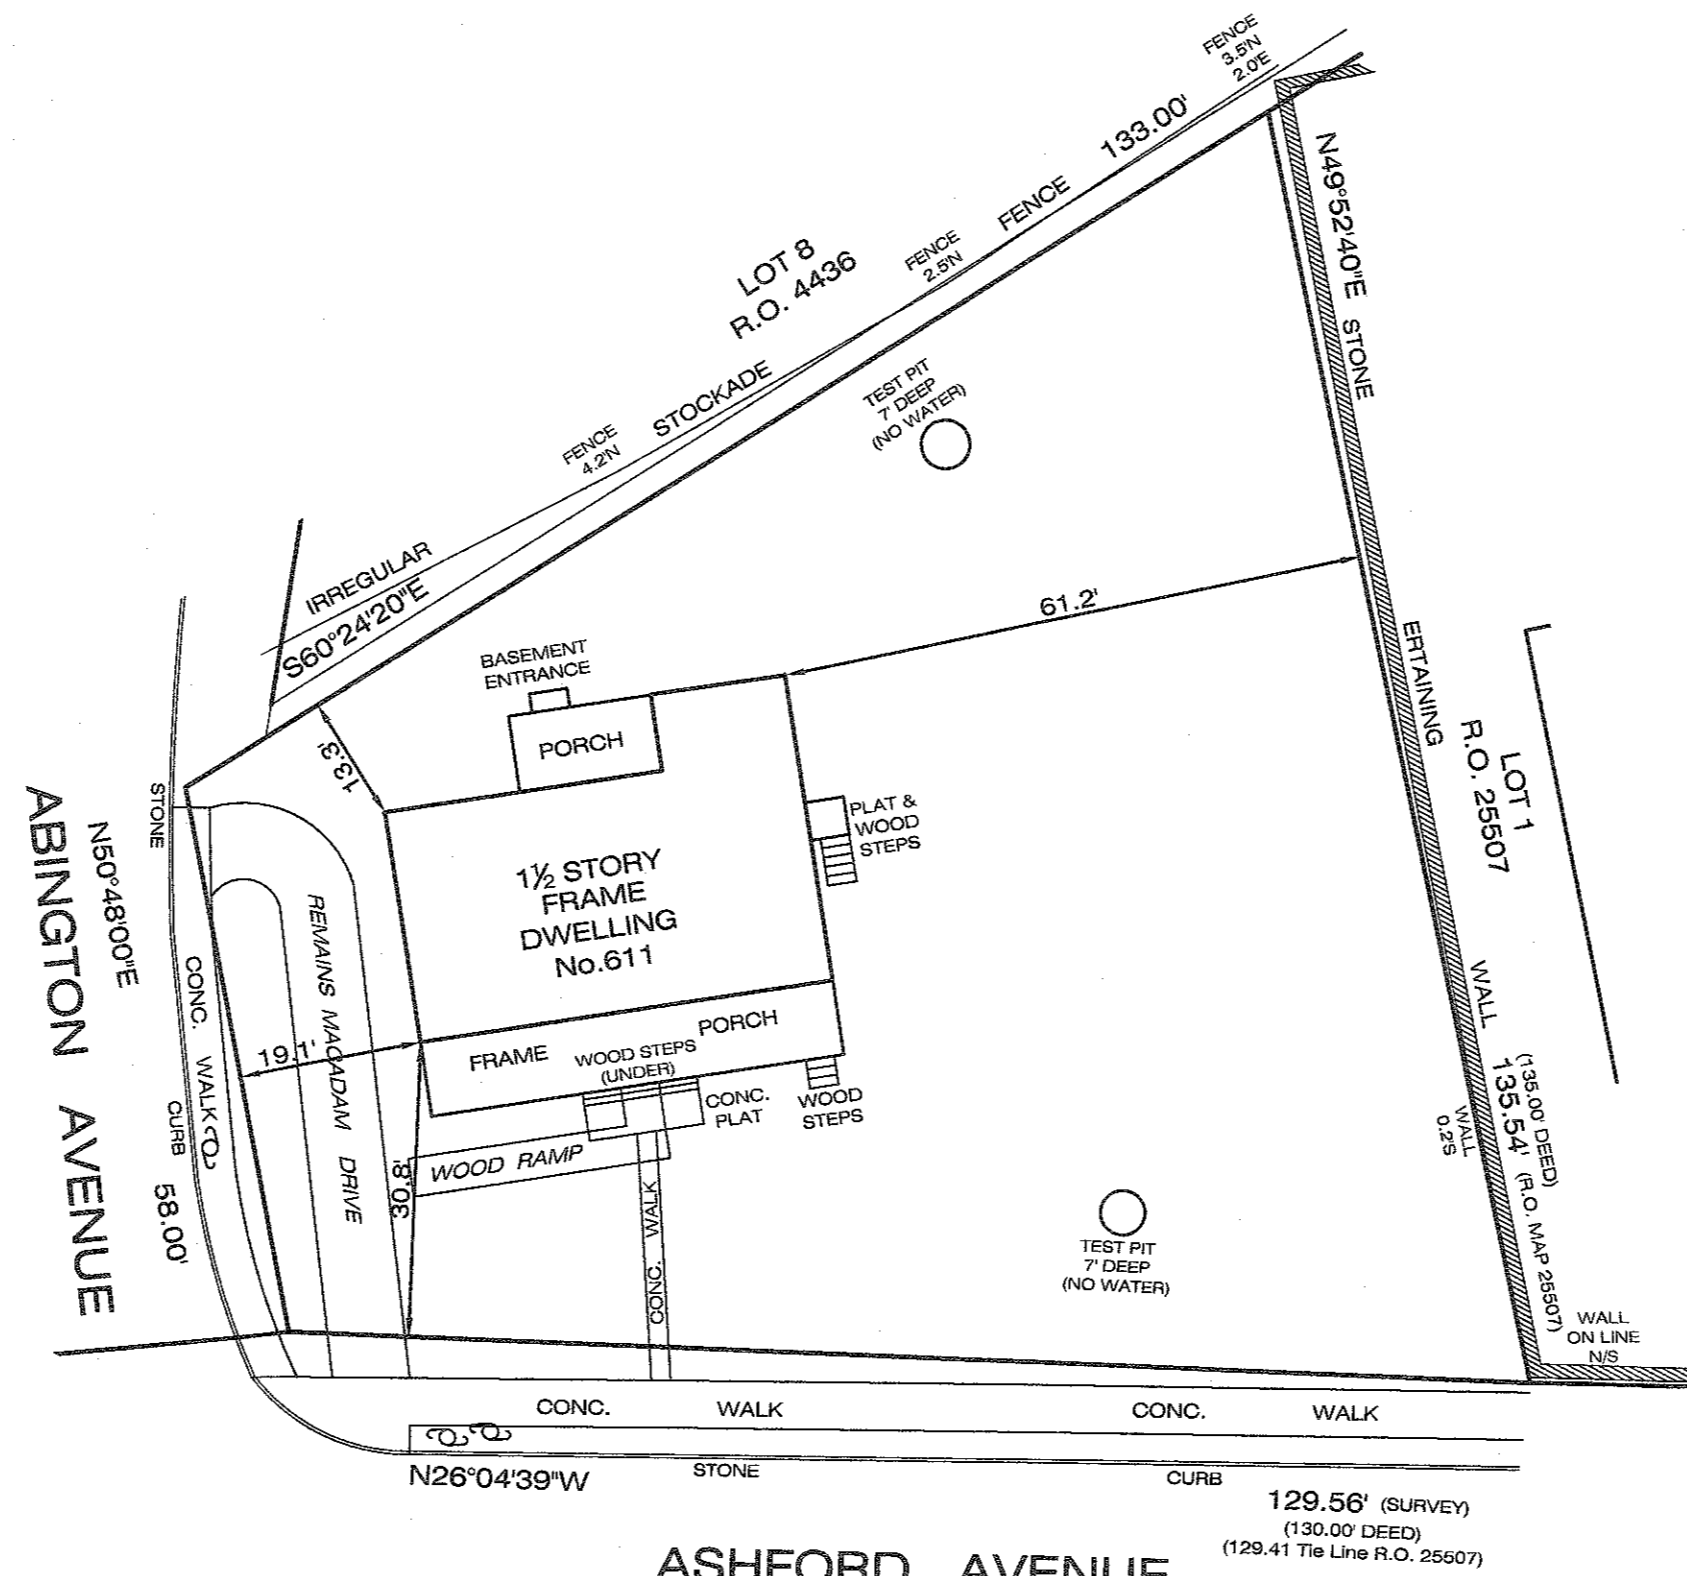 FENCE
3.5'N
2.0'E
133.00'
FENCE
FENCE
2.5'N
LOT 8
R.O. 4436
STOCKADE
FENCE
4.2'N
IRREGULAR
S60°24'20"E
N49°52'40"E STONE
TEST PIT
7' DEEP
(NO WATER)
61.2'
BASEMENT
ENTRANCE
PORCH
13.3'
ERTAINING
LOT 1
R.O. 25507
STONE
ABINGTON AVENUE
N50°48'00"E
PLAT &
WOOD
STEPS
1½ STORY
FRAME
DWELLING
No.611
REMAINS MACADAM DRIVE
CONC. WALK
CURB
58.00'
19.1'
FRAME PORCH
WOOD STEPS
(UNDER)
CONC.
PLAT
WOOD
STEPS
WOOD RAMP
30.8'
CONC. WALK
WALL
WALL
0.2'S
(135.00' DEED)
135.54' (R.O. MAP 25507)
TEST PIT
7' DEEP
(NO WATER)
WALL
ON LINE
N/S
CONC. WALK CONC. WALK
N26°04'39"W
STONE CURB
129.56' (SURVEY)
(130.00' DEED)
(129.41 Tie Line R.O. 25507)
ASHFORD AVENUE